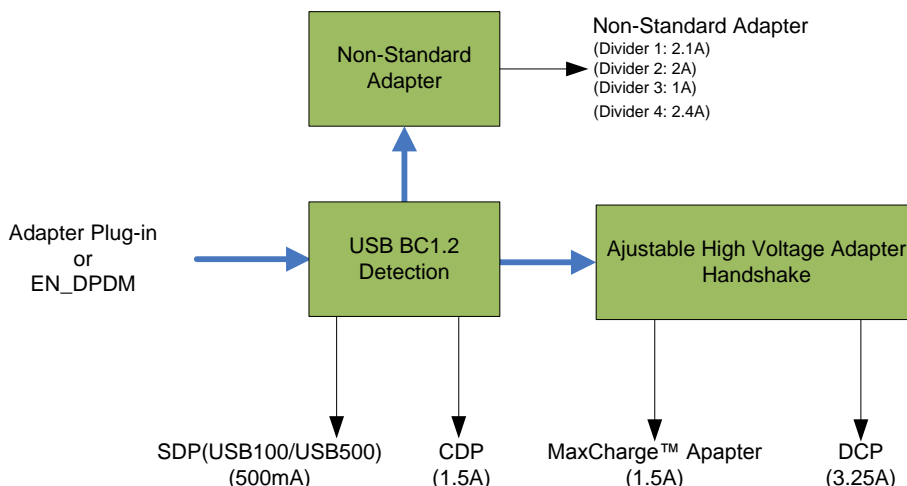 Non-Standard
Adapter
Non-Standard Adapter
(Divider 1: 2.1A)
(Divider 2: 2A)
(Divider 3: 1A)
(Divider 4: 2.4A)
Adapter Plug-in
or
EN_DPDM
USB BC1.2
Detection
Ajustable High Voltage Adapter
Handshake
SDP(USB100/USB500)
(500mA)
CDP
(1.5A)
MaxCharge™ Apapter
(1.5A)
DCP
(3.25A)